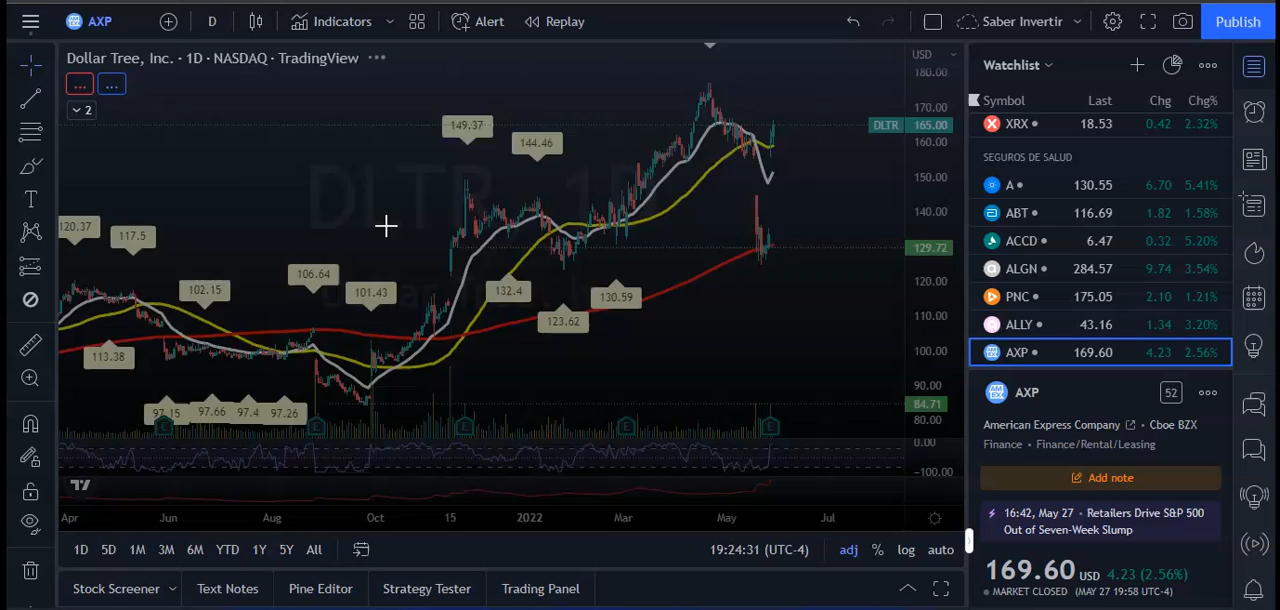 AXP
D
Indicators
Alert
Replay
Saber Invertir
Publish
Dollar Tree, Inc. · 1D · NASDAQ · TradingView
...
...
2
USD
180.00
170.00
DLTR 165.00
160.00
150.00
140.00
129.72
120.00
110.00
100.00
90.00
84.71
80.00
0.00
−100.00
149.37
144.46
120.37
117.5
106.64
102.15
101.43
132.4
130.59
123.62
113.38
97.15
97.66
97.4
97.26
E
E
E
E
E
Apr
Jun
Aug
Oct
15
2022
Mar
May
Jul
1D 5D 1M 3M 6M YTD 1Y 5Y All
19:24:31 (UTC-4)
adj % log auto
Stock Screener
Text Notes
Pine Editor
Strategy Tester
Trading Panel
Watchlist
Symbol Last Chg Chg%
XRX 18.53 0.42 2.32%
SEGUROS DE SALUD
A 130.55 6.70 5.41%
ABT 116.69 1.82 1.58%
ACCD 6.47 0.32 5.20%
ALGN 284.57 9.74 3.54%
PNC 175.05 2.10 1.21%
ALLY 43.16 1.34 3.20%
AXP 169.60 4.23 2.56%
AXP
52
American Express Company · Cboe BZX
Finance · Finance/Rental/Leasing
Add note
16:42, May 27 · Retailers Drive S&P 500
Out of Seven-Week Slump
169.60 USD 4.23 (2.56%)
MARKET CLOSED (MAY 27 19:58 UTC-4)